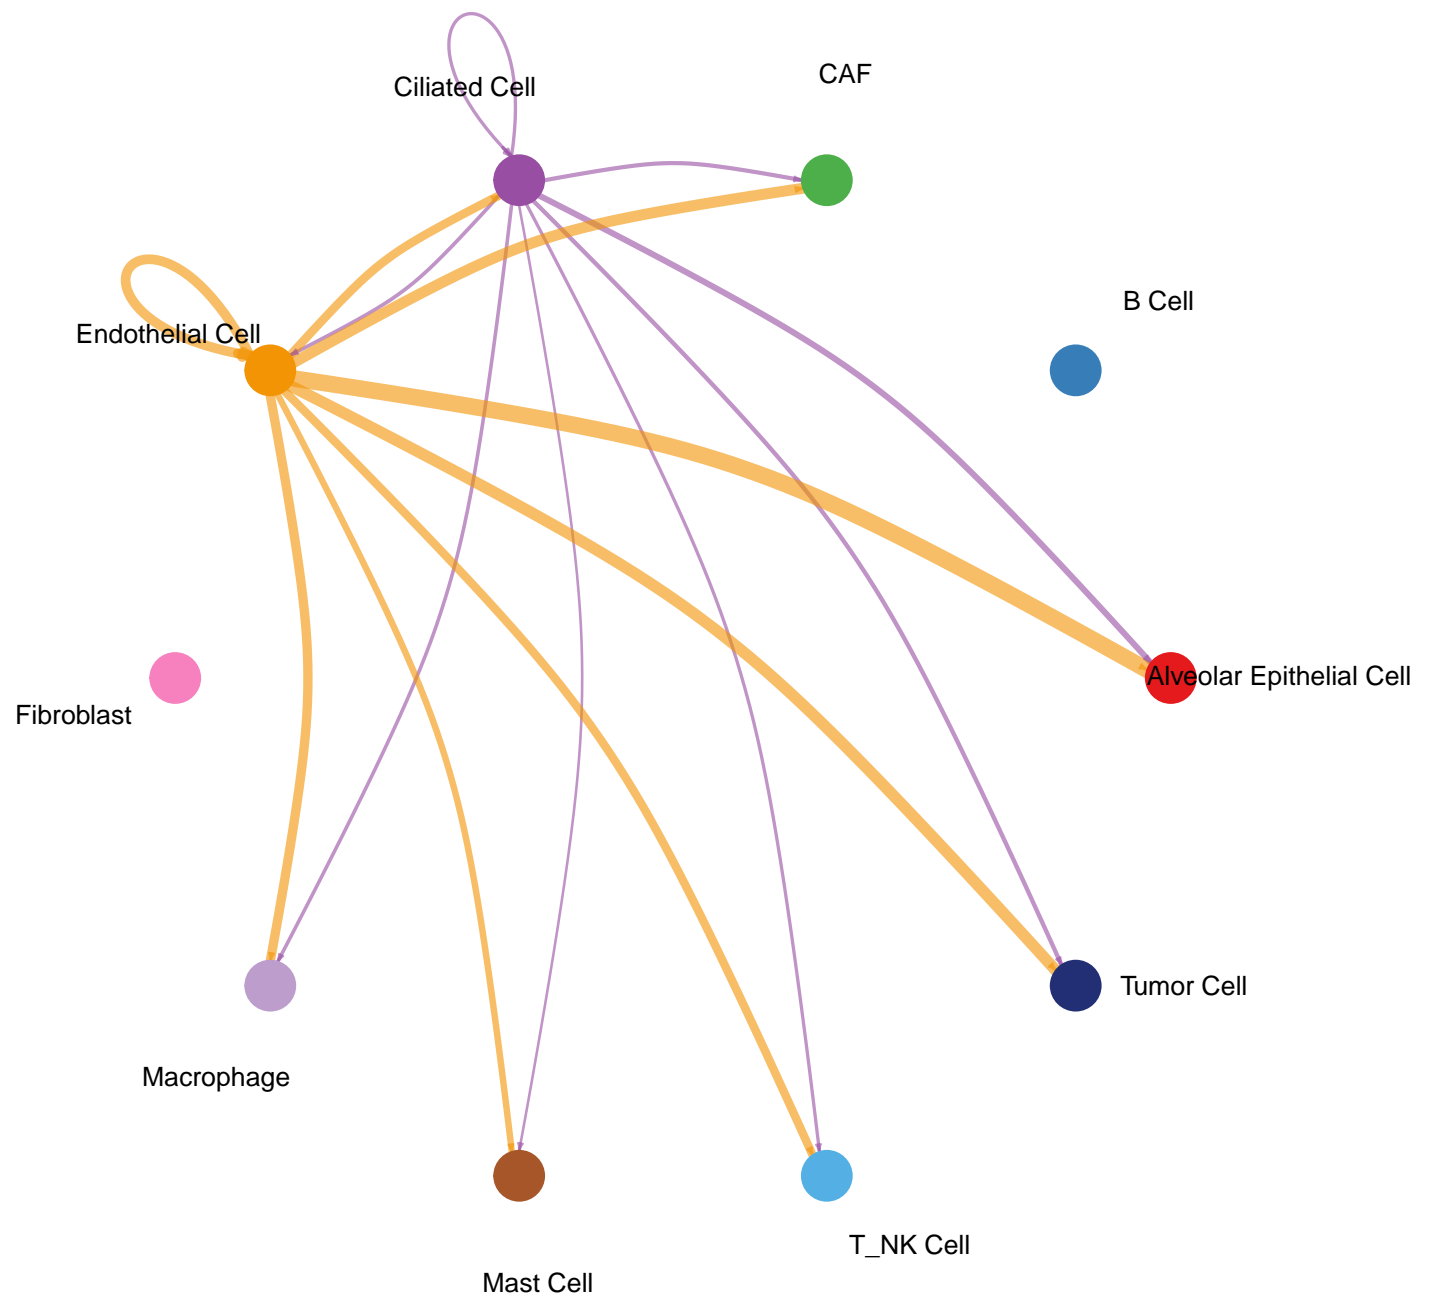 CAF
Ciliated Cell
B Cell
Endothelial Cell
Alveolar Epithelial Cell
Fibroblast
Tumor Cell
Macrophage
T_NK Cell
Mast Cell